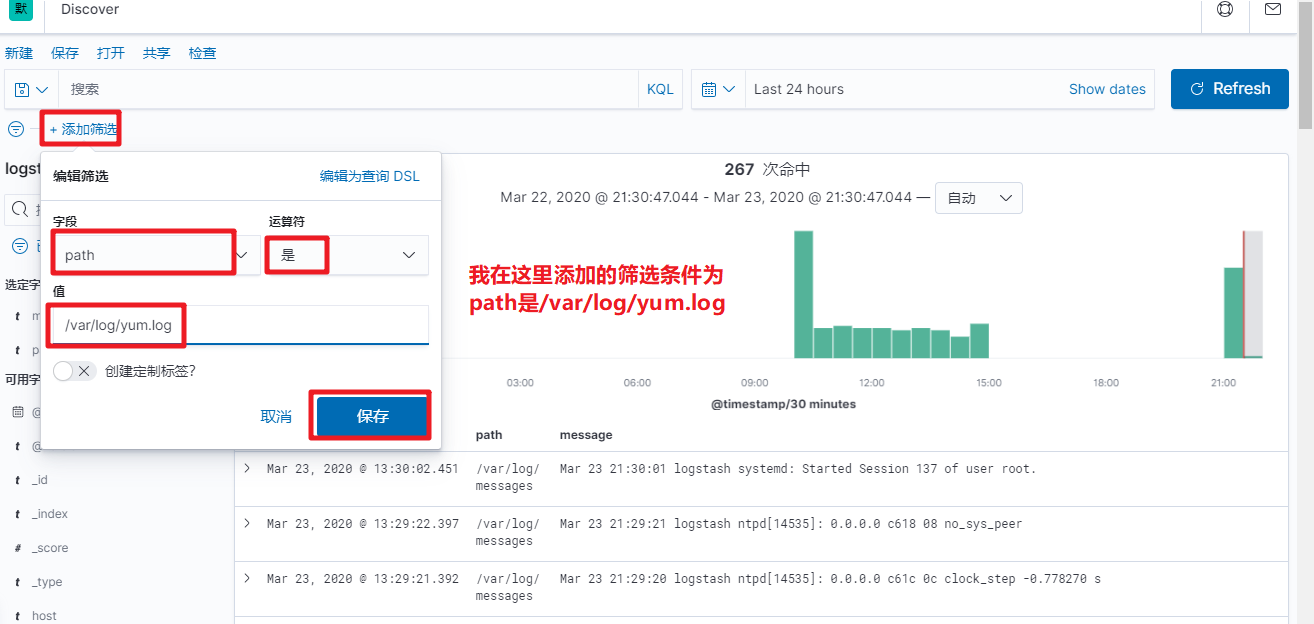 默 Discover
新建 保存 打开 共享 检查
搜索 KQL Last 24 hours Show dates Refresh
+ 添加筛选
编辑筛选 编辑为查询 DSL
字段 运算符
path 是
值
/var/log/yum.log
创建定制标签?
取消 保存
选定字
可用字
t _id
t _index
# _score
t _type
t host
267 次命中
Mar 22, 2020 @ 21:30:47.044 - Mar 23, 2020 @ 21:30:47.044 — 自动
我在这里添加的筛选条件为
path是/var/log/yum.log
03:00 06:00 09:00 12:00 15:00 18:00 21:00
@timestamp/30 minutes
path message
Mar 23, 2020 @ 13:30:02.451 /var/log/ Mar 23 21:30:01 logstash systemd: Started Session 137 of user root.
messages
Mar 23, 2020 @ 13:29:22.397 /var/log/ Mar 23 21:29:21 logstash ntpd[14535]: 0.0.0.0 c618 08 no_sys_peer
messages
Mar 23, 2020 @ 13:29:21.392 /var/log/ Mar 23 21:29:20 logstash ntpd[14535]: 0.0.0.0 c61c 0c clock_step -0.778270 s
messages